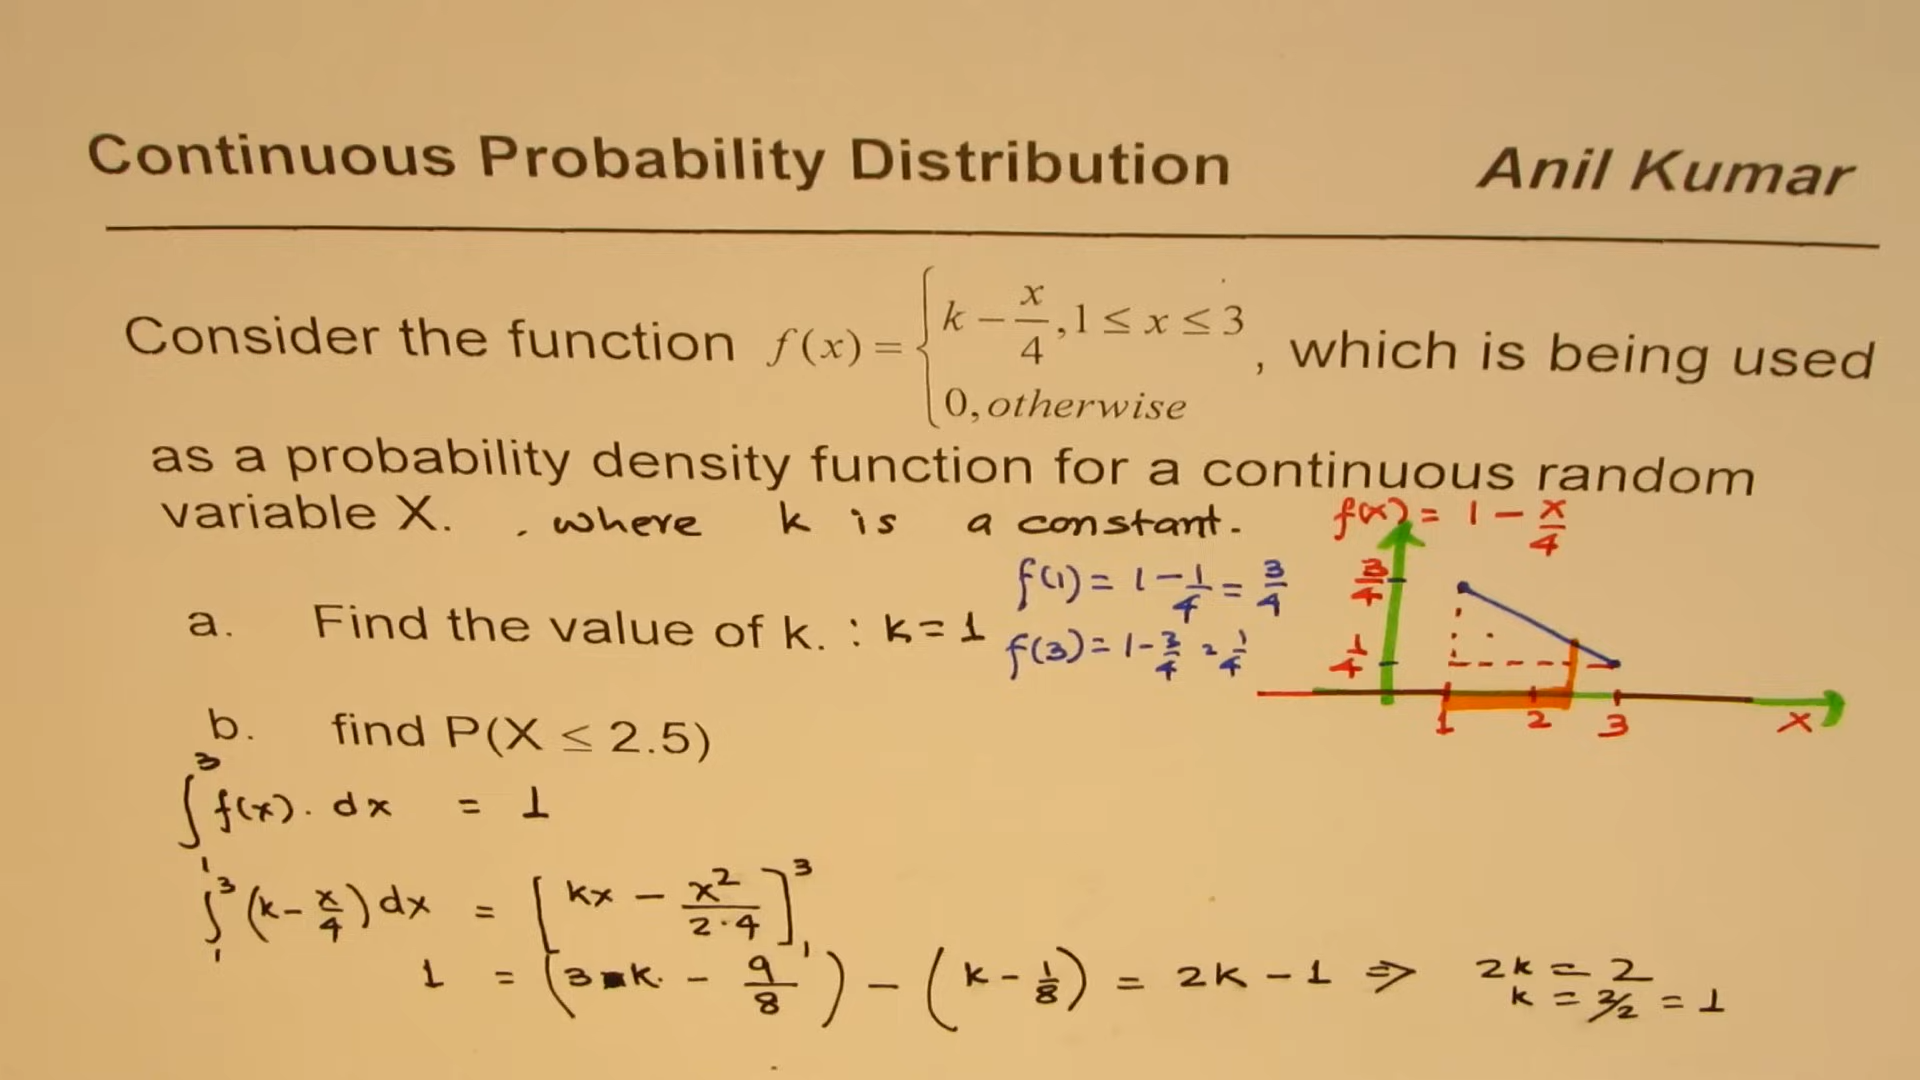 Continuous Probability Distribution Anil Kumar
Consider the function f(x) = { k − x/4, 1 ≤ x ≤ 3 , which is being used
0, otherwise
as a probability density function for a continuous random
variable X. , where k is a constant.
f(x) = 1 − x/4
a. Find the value of k. : k = 1
f(1) = 1 − 1/4 = 3/4
f(3) = 1 − 3/4 = 1/4
3/4
1/4
1 2 3 x
b. find P(X ≤ 2.5)
∫₁³ f(x). dx = 1
∫₁³ (k − x/4) dx = [kx − x²/2·4]₁³
1 = (3 k. − 9/8) − (k − 1/8) = 2k − 1 ⇒ 2k = 2
k = 2/2 = 1